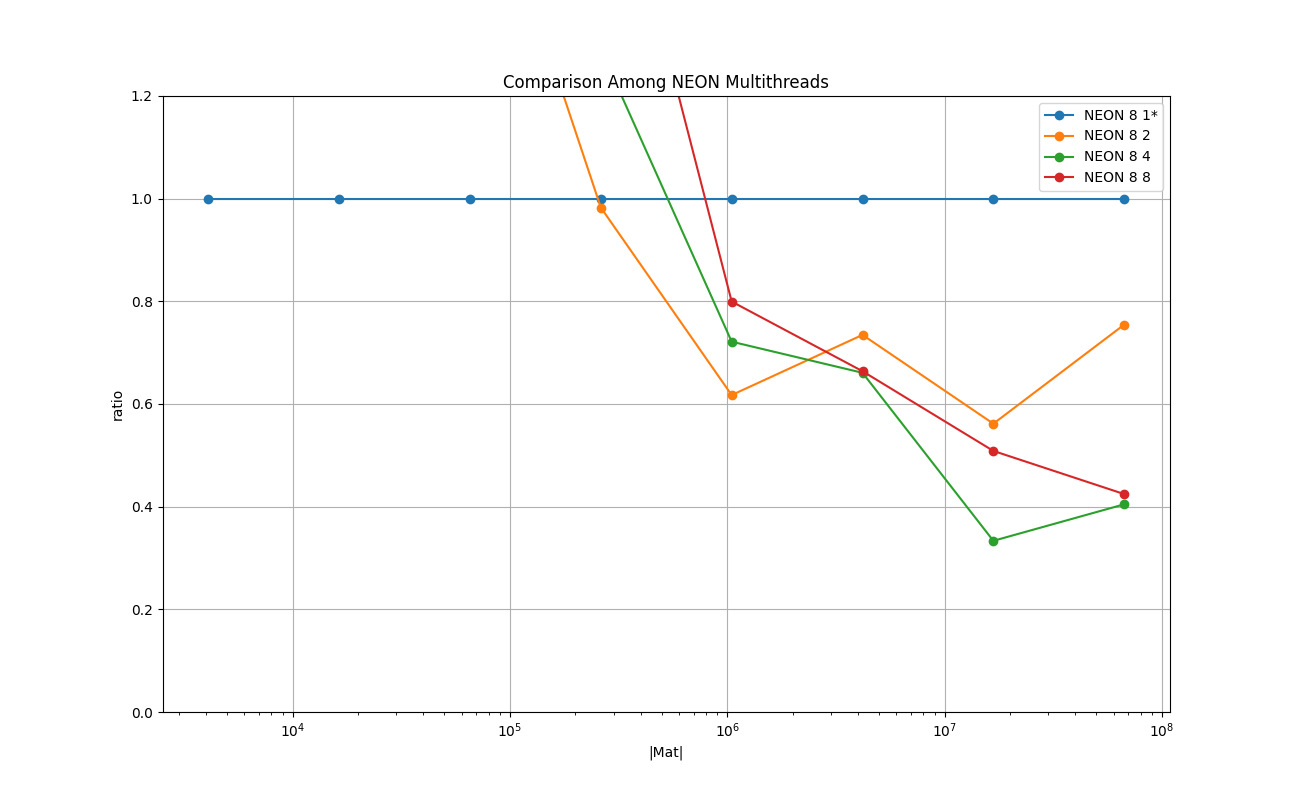 Comparison Among NEON Multithreads
1.2
1.0
0.8
0.6
0.4
0.2
0.0
ratio
NEON 8 1*
NEON 8 2
NEON 8 4
NEON 8 8
10⁴ 10⁵ 10⁶ 10⁷ 10⁸
|Mat|